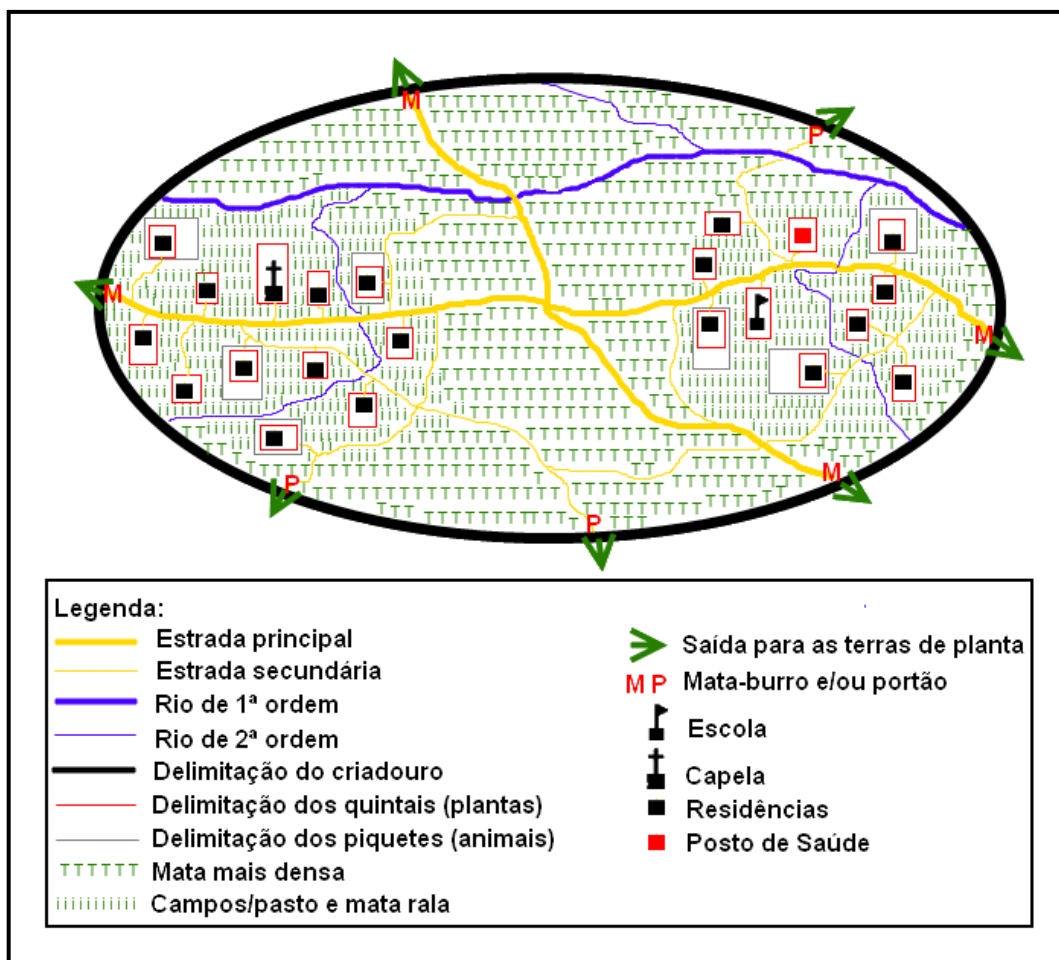 M
P
M
M
M
P
P
Legenda:
Estrada principal
Estrada secundária
Rio de 1ª ordem
Rio de 2ª ordem
Delimitação do criadouro
Delimitação dos quintais (plantas)
Delimitação dos piquetes (animais)
TTTTTT Mata mais densa
iiiiiiiiiii Campos/pasto e mata rala
Saída para as terras de planta
M P Mata-burro e/ou portão
Escola
Capela
Residências
Posto de Saúde